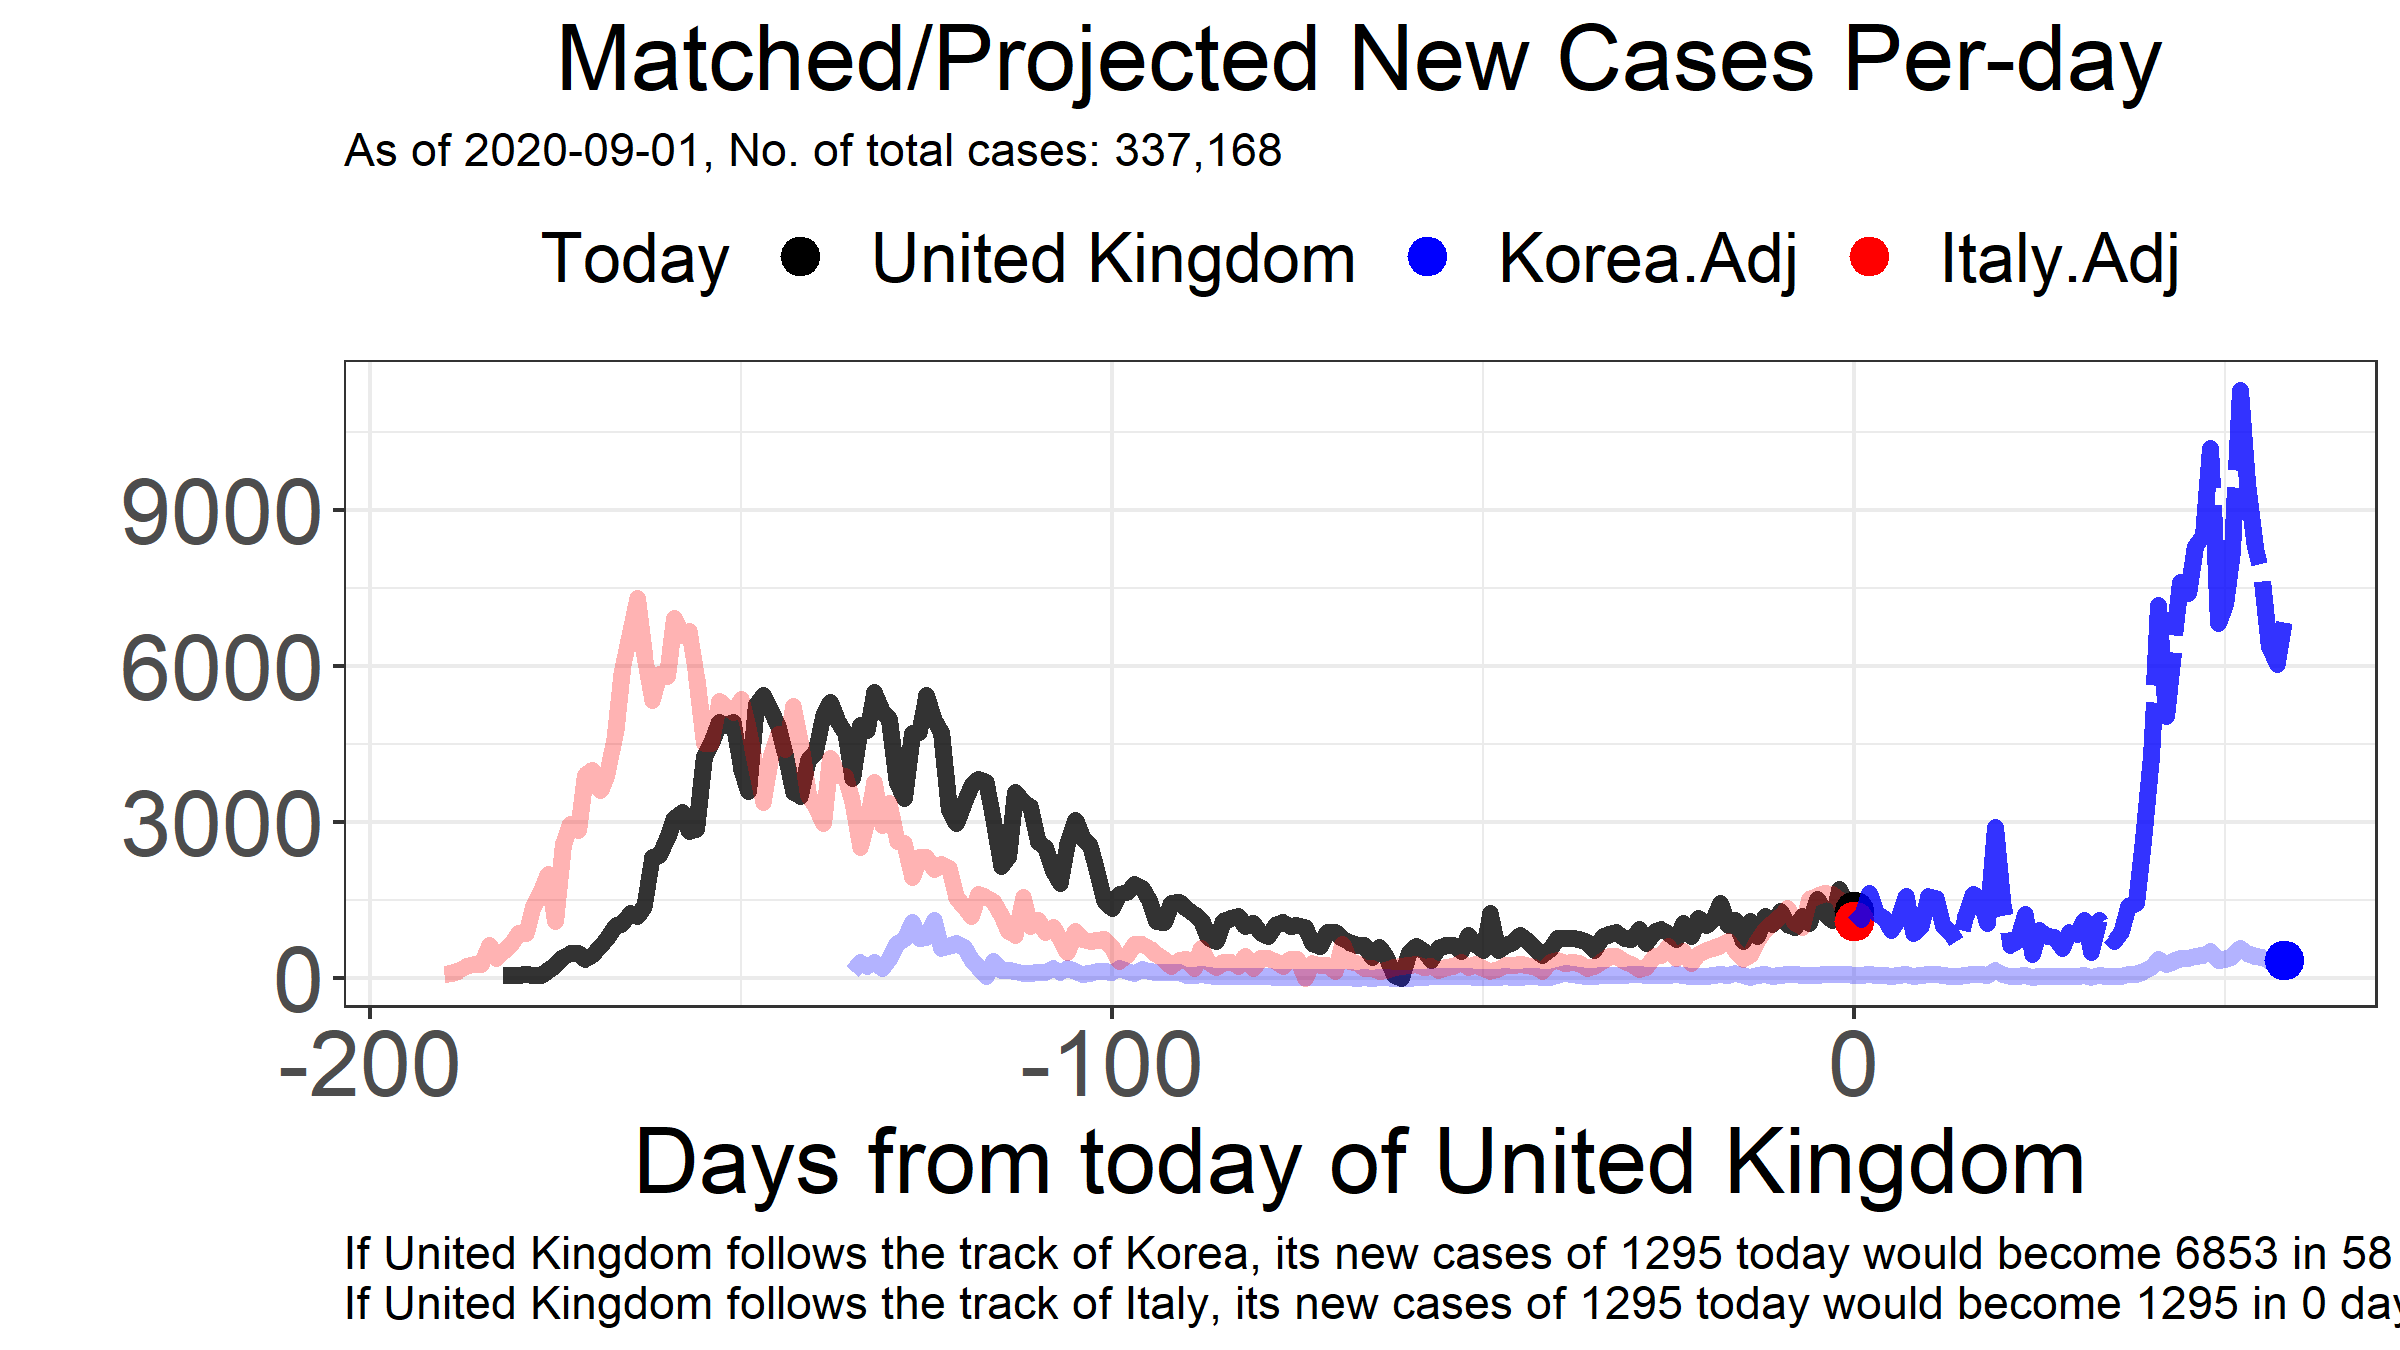 Matched/Projected New Cases Per-day
As of 2020-09-01, No. of total cases: 337,168
Today United Kingdom Korea.Adj Italy.Adj
9000
6000
3000
0
-200 -100 0
Days from today of United Kingdom
If United Kingdom follows the track of Korea, its new cases of 1295 today would become 6853 in 58
If United Kingdom follows the track of Italy, its new cases of 1295 today would become 1295 in 0 day